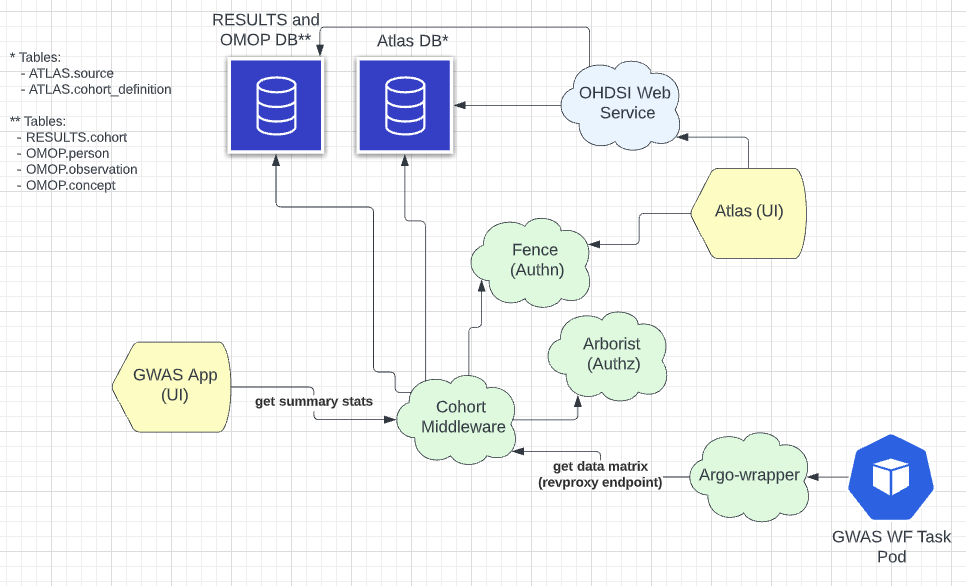 RESULTS and
OMOP DB**
Atlas DB*
* Tables:
- ATLAS.source
- ATLAS.cohort_definition
** Tables:
- RESULTS.cohort
- OMOP.person
- OMOP.observation
- OMOP.concept
OHDSI Web
Service
Atlas (UI)
Fence
(Authn)
Arborist
(Authz)
GWAS App
(UI)
get summary stats
Cohort
Middleware
get data matrix
(revproxy endpoint)
Argo-wrapper
GWAS WF Task
Pod